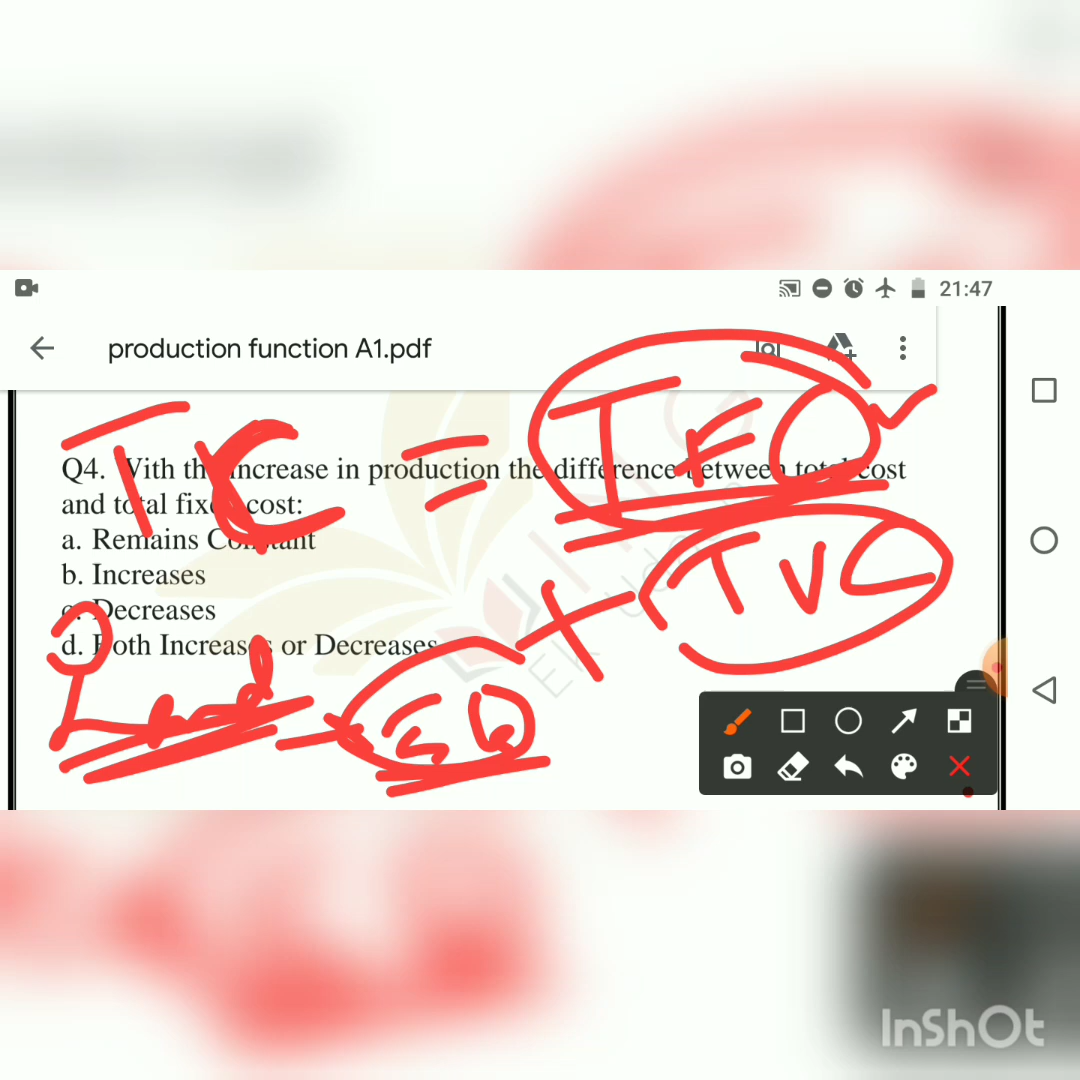 21:47
production function A1.pdf
TC = TFC
Q4. With the increase in production the difference between total cost
and total fixed cost:
a. Remains Constant
b. Increases
+ TVC
c. Decreases
d. Both Increases or Decreases
Land
InShOt